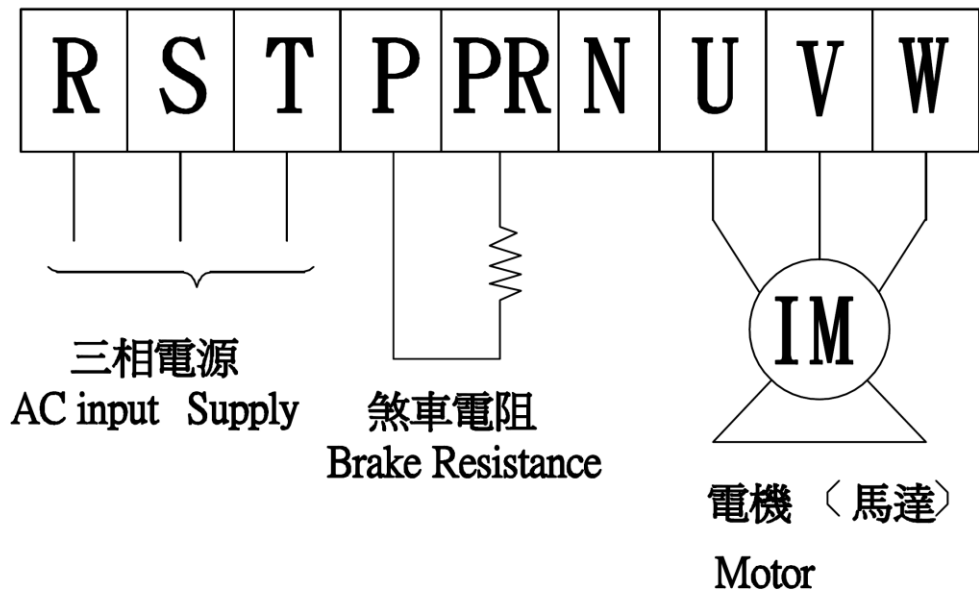 R S T P PR N U V W
IM
三相電源
AC input Supply
煞車電阻
Brake Resistance
電機 （馬達）
Motor